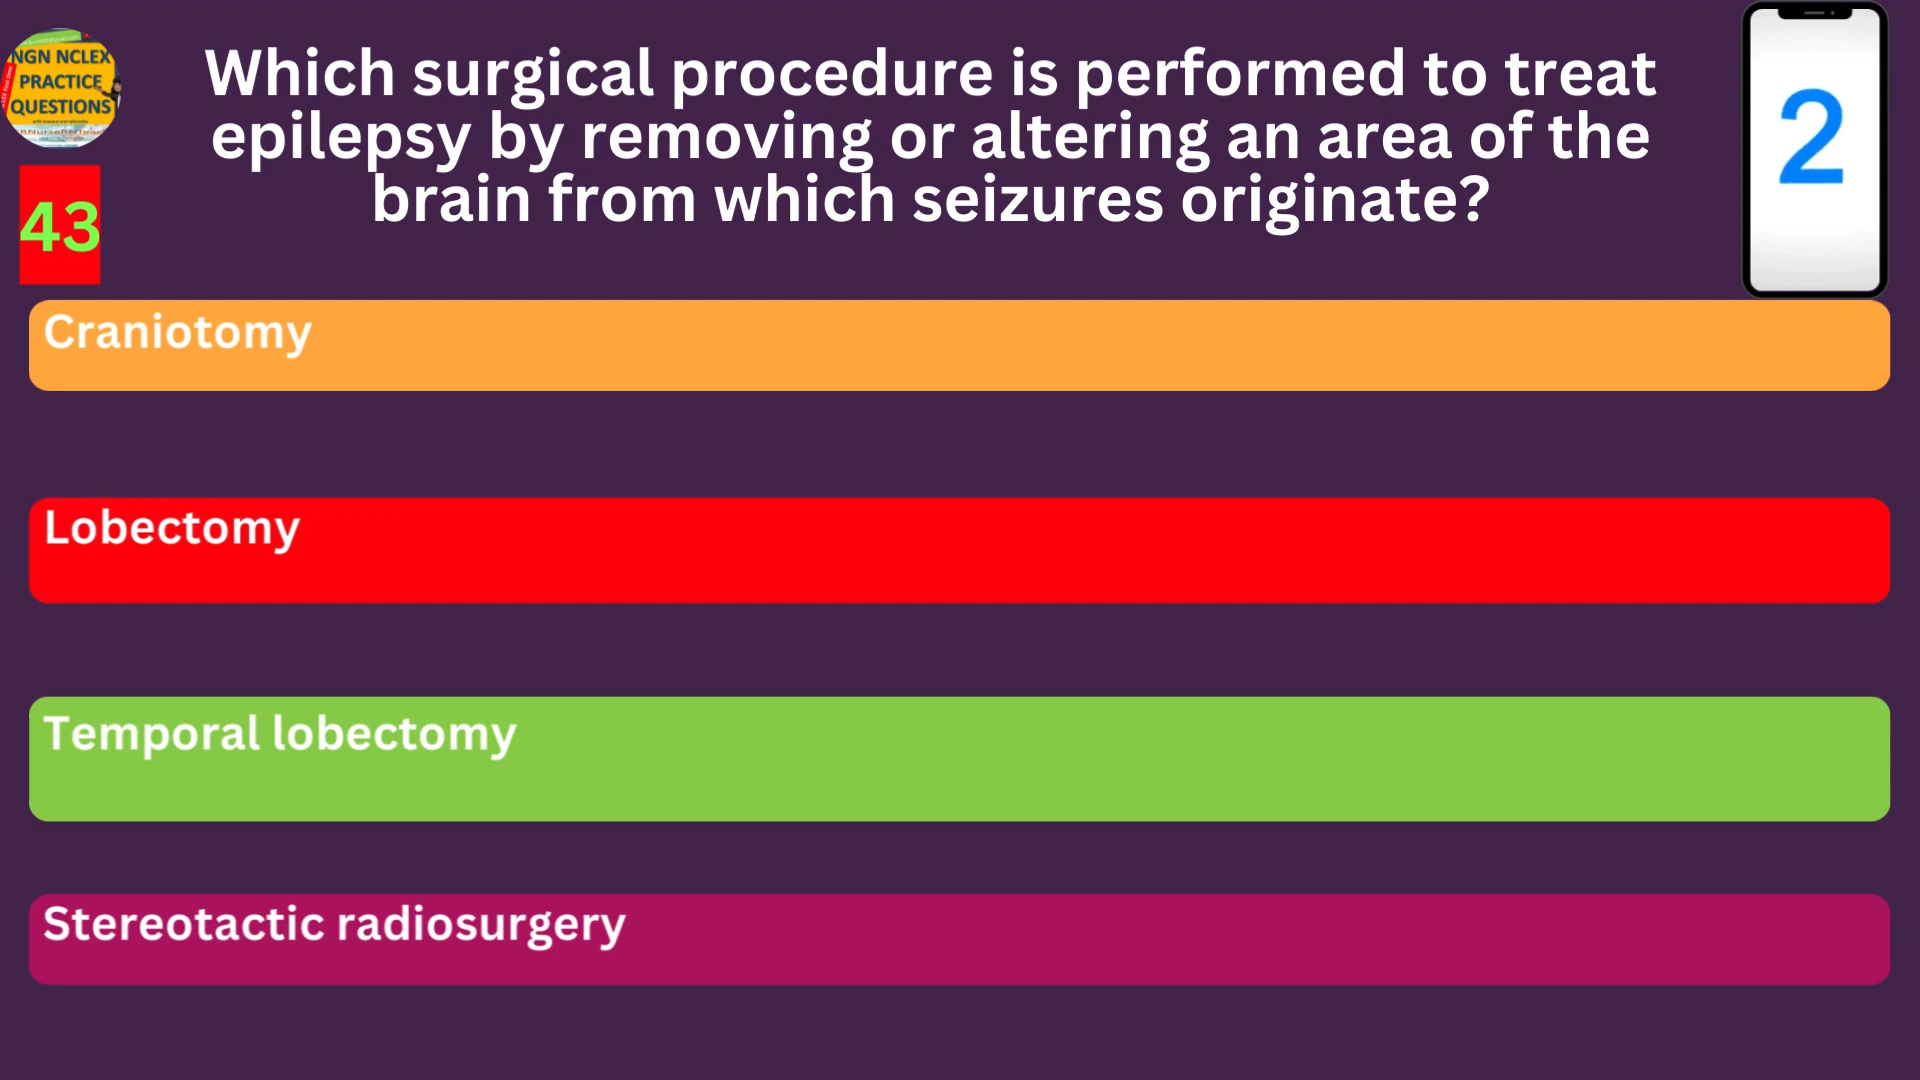 NGN NCLEX
PRACTICE
QUESTIONS
Which surgical procedure is performed to treat
epilepsy by removing or altering an area of the
brain from which seizures originate?
2
43
Craniotomy
Lobectomy
Temporal lobectomy
Stereotactic radiosurgery